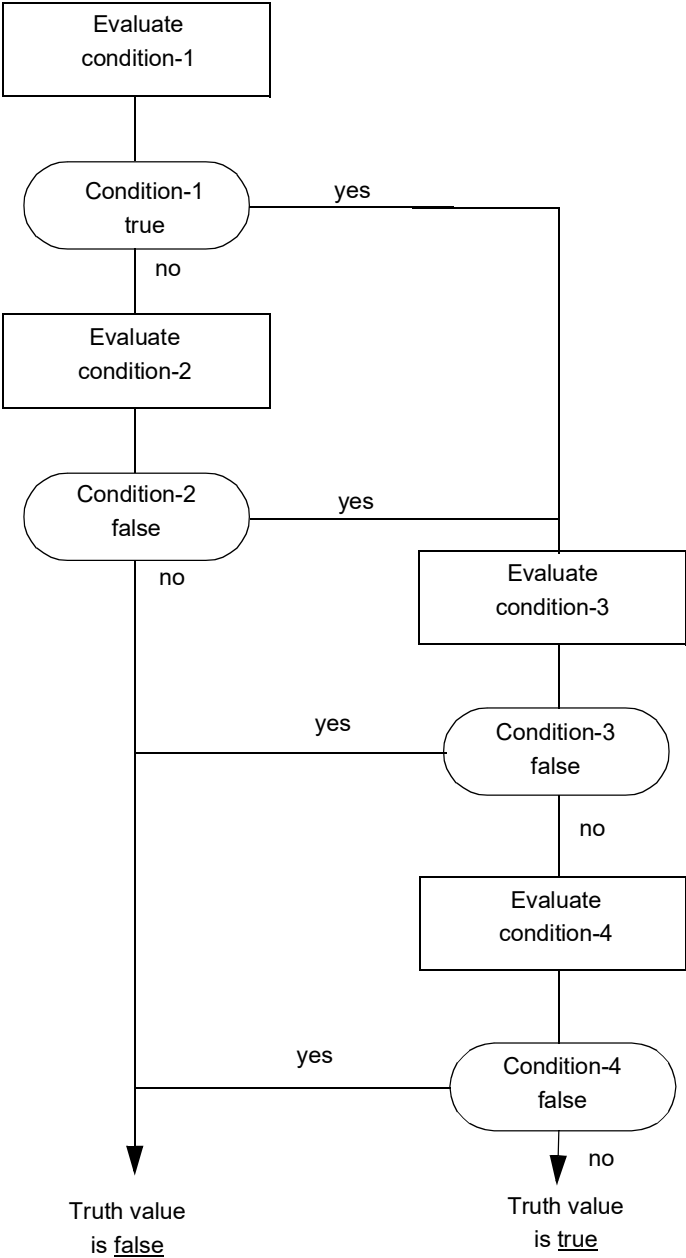 Evaluate
condition-1
Condition-1
true
yes
no
Evaluate
condition-2
Condition-2
false
yes
no
Evaluate
condition-3
Condition-3
false
yes
no
Evaluate
condition-4
Condition-4
false
yes
no
Truth value
is false
Truth value
is true